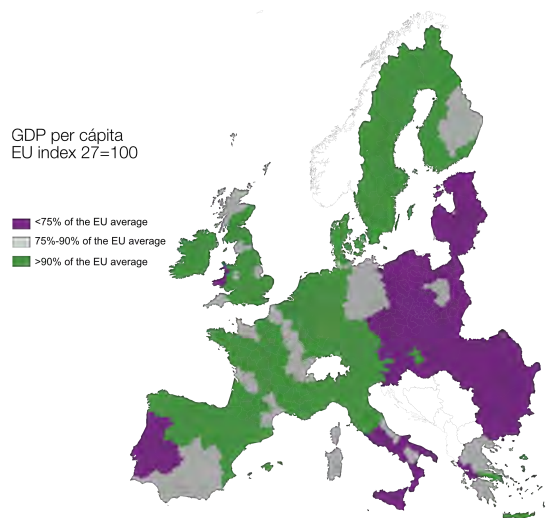 GDP per cápita
EU index 27=100
<75% of the EU average
75%-90% of the EU average
>90% of the EU average